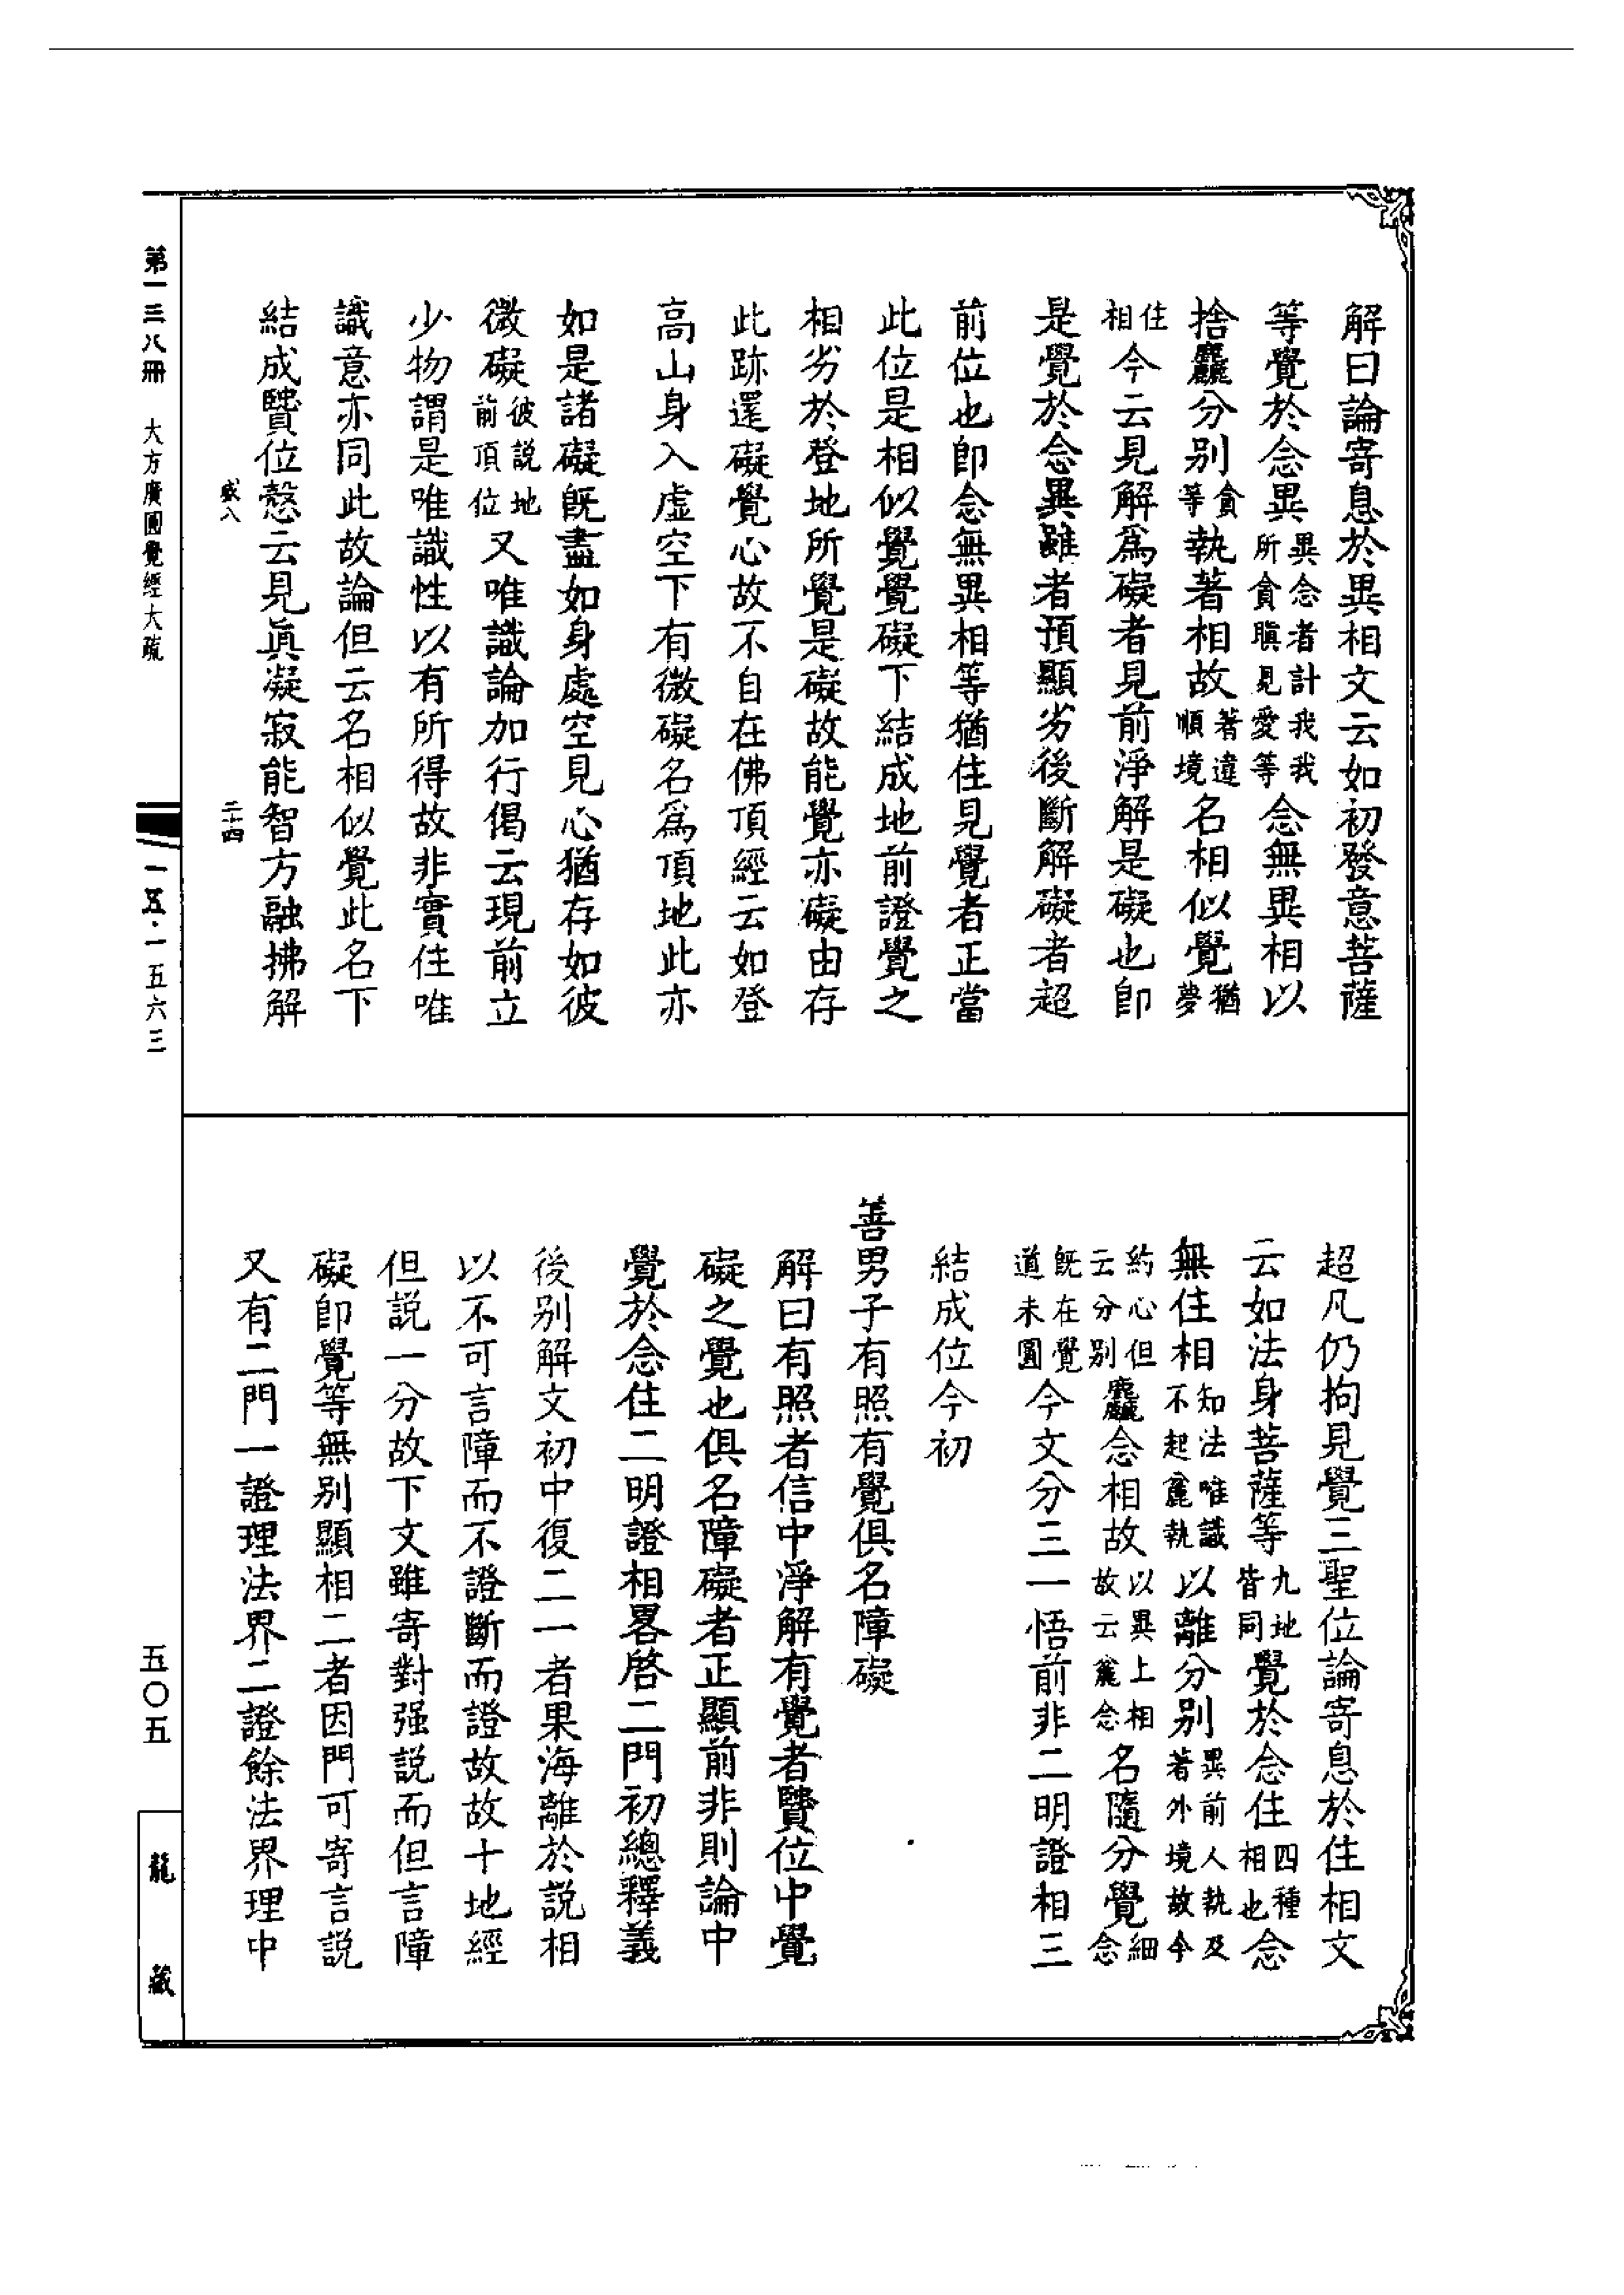 解曰論寄息於異相文云如初發意菩薩
等覺於念異異念者計我我所貪瞋見愛等念無異相以
捨麤分別貪等執著相故著違順境名相似覺猶夢
住相今云見解爲礙者見前淨解是礙也卽
是覺於念異雖者預顯劣後斷解礙者超
前位也卽念無異相等猶住見覺者正當
此位是相似覺覺礙下結成地前證覺之
相劣於登地所覺是礙故能覺亦礙由存
此跡還礙覺心故不自在佛頂經云如登
高山身入虛空下有微礙名爲頂地此亦
如是諸礙旣盡如身處空見心猶存如彼
微礙彼說地前頂位又唯識論加行偈云現前立
少物謂是唯識性以有所得故非實住唯
識意亦同此故論但云名相似覺此名下
結成賢位愨云見眞凝寂能智方融拂解
超凡仍拘見覺三聖位論寄息於住相文
云如法身菩薩等九地皆同覺於念住四種相也念
無住相知法唯識不起麁執以離分別異前人執及著外境故今
約心但云分別麤念相故以異上相故云麁念名隨分覺細念
旣在覺道未圓今文分三一悟前非二明證相三
結成位今初
善男子有照有覺俱名障礙
解曰有照者信中淨解有覺者賢位中覺
礙之覺也俱名障礙者正顯前非則論中
覺於念住二明證相畧啓二門初總釋義
後別解文初中復二一者果海離於說相
以不可言障而不證斷而證故故十地經
但說一分故下文雖寄對强說而但言障
礙卽覺等無別顯相二者因門可寄言說
又有二門一證理法界二證餘法界理中
盛八
二十四
第一三八冊
大方廣圓覺經大疏
一五·一五六三
五〇五
龍藏